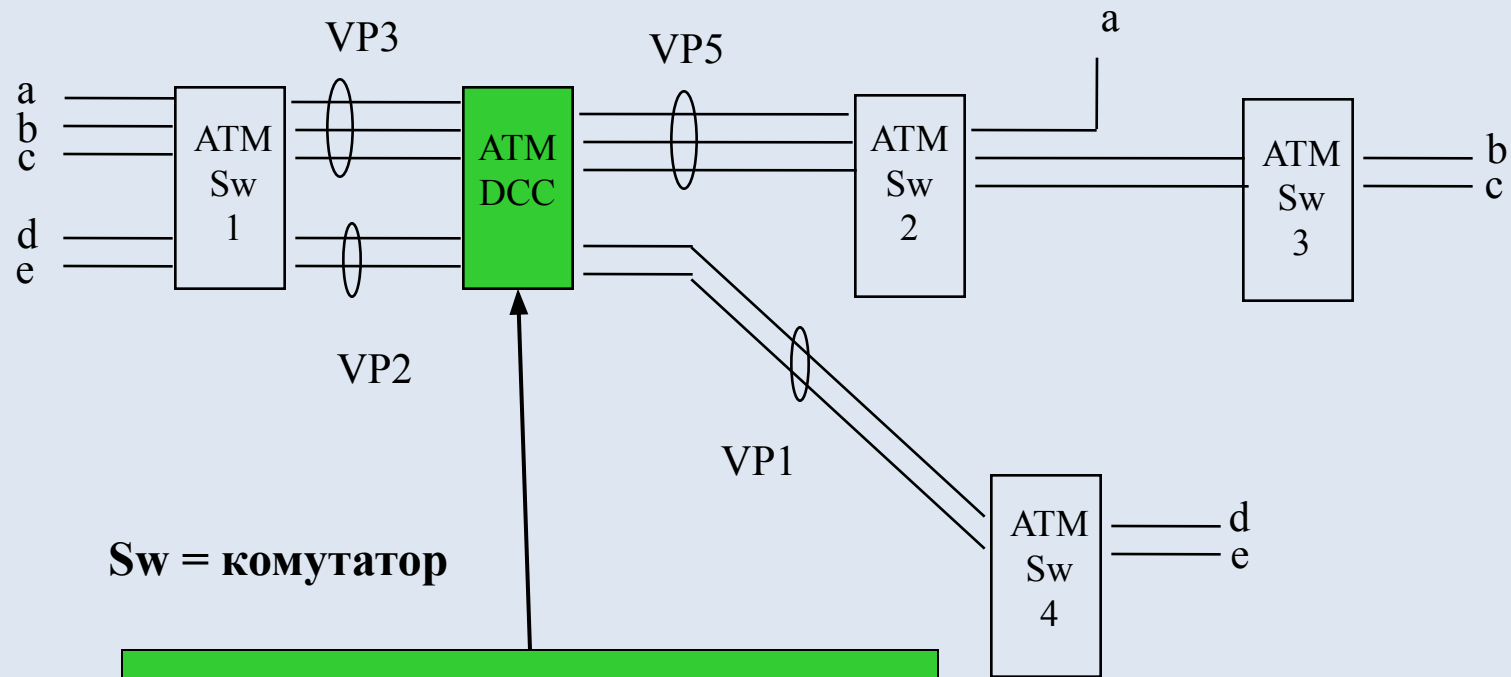 VP3
VP5
a
a
b
c
d
e
ATM
Sw
1
ATM
DCC
ATM
Sw
2
ATM
Sw
3
b
c
VP2
VP1
Sw = комутатор
ATM
Sw
4
d
e